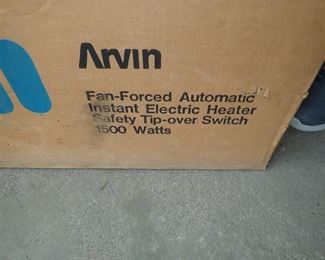 Arvin
Fan-Forced Automatic
Instant Electric Heater
Safety Tip-over Switch
1500 Watts